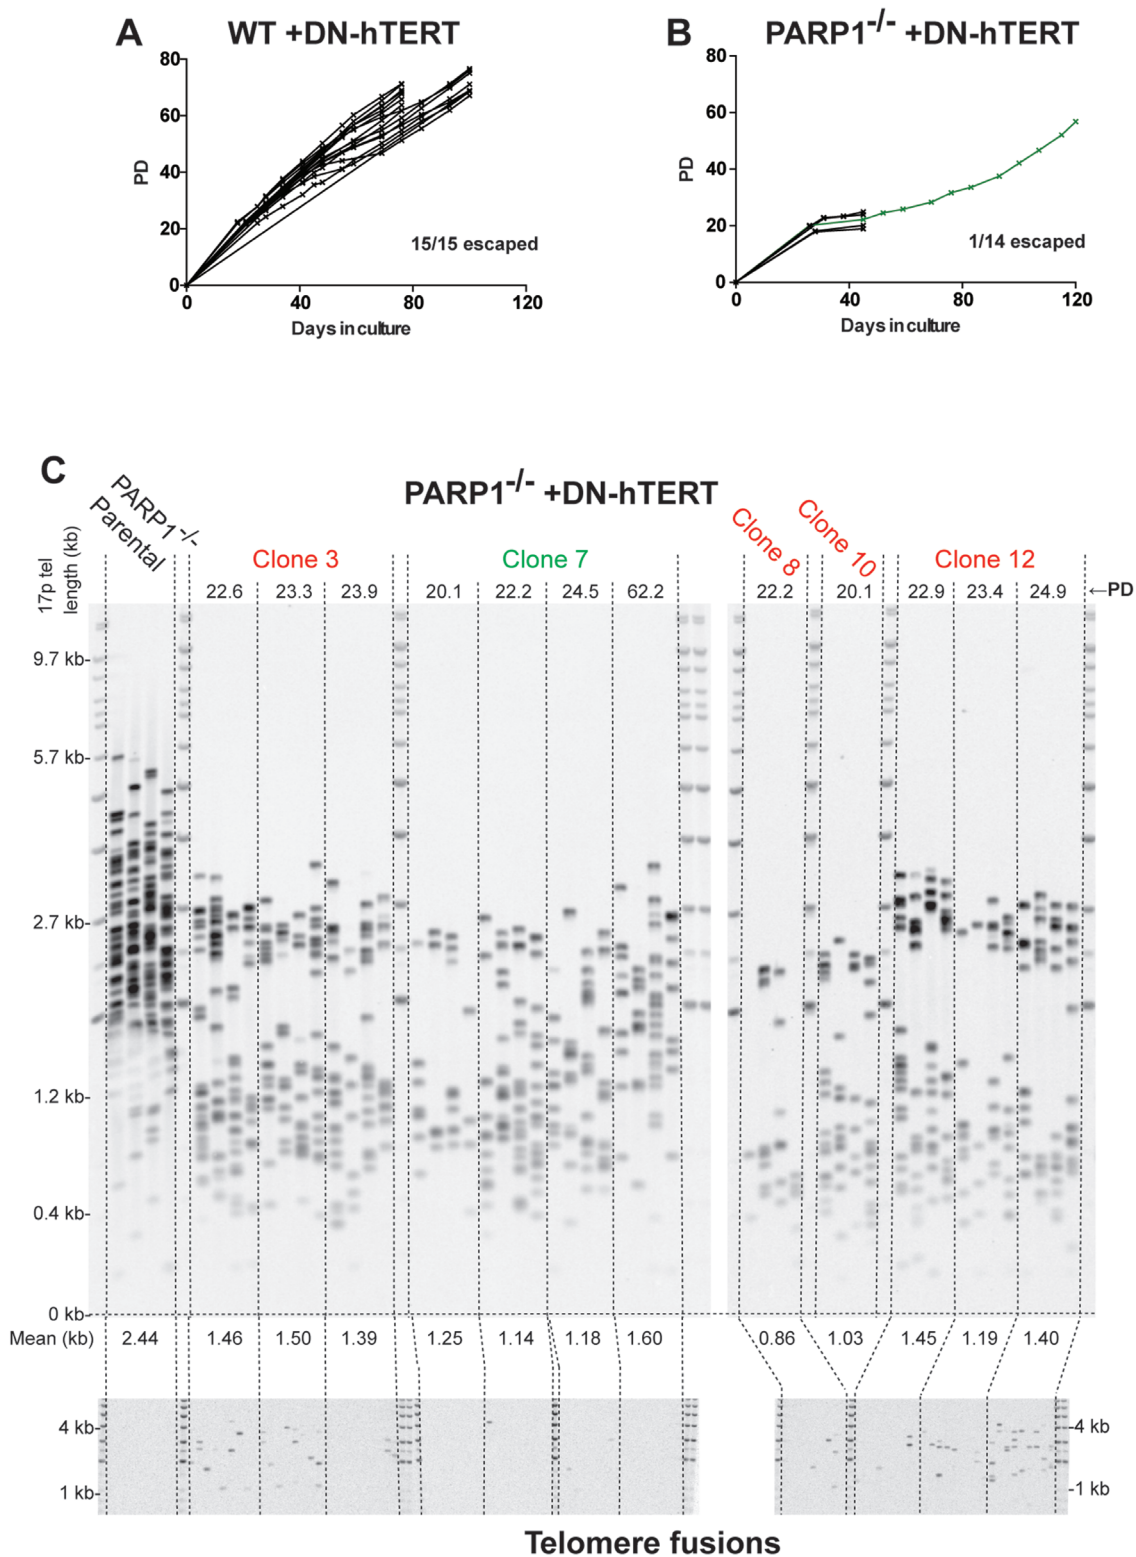 A
WT +DN-hTERT
80
60
40
20
0
PD
15/15 escaped
0 40 80 120
Days in culture
B
PARP1-/- +DN-hTERT
80
60
40
20
0
PD
1/14 escaped
0 40 80 120
Days in culture
C
PARP1-/- +DN-hTERT
17p tel
length (kb)
PARP1-/-
Parental
Clone 3
Clone 7
Clone 8
Clone 10
Clone 12
22.6 23.3 23.9 20.1 22.2 24.5 62.2 22.2 20.1 22.9 23.4 24.9 ←PD
9.7 kb-
5.7 kb-
2.7 kb-
1.2 kb-
0.4 kb-
0 kb-
Mean (kb) 2.44 1.46 1.50 1.39 1.25 1.14 1.18 1.60 0.86 1.03 1.45 1.19 1.40
4 kb-
1 kb-
-4 kb
-1 kb
Telomere fusions